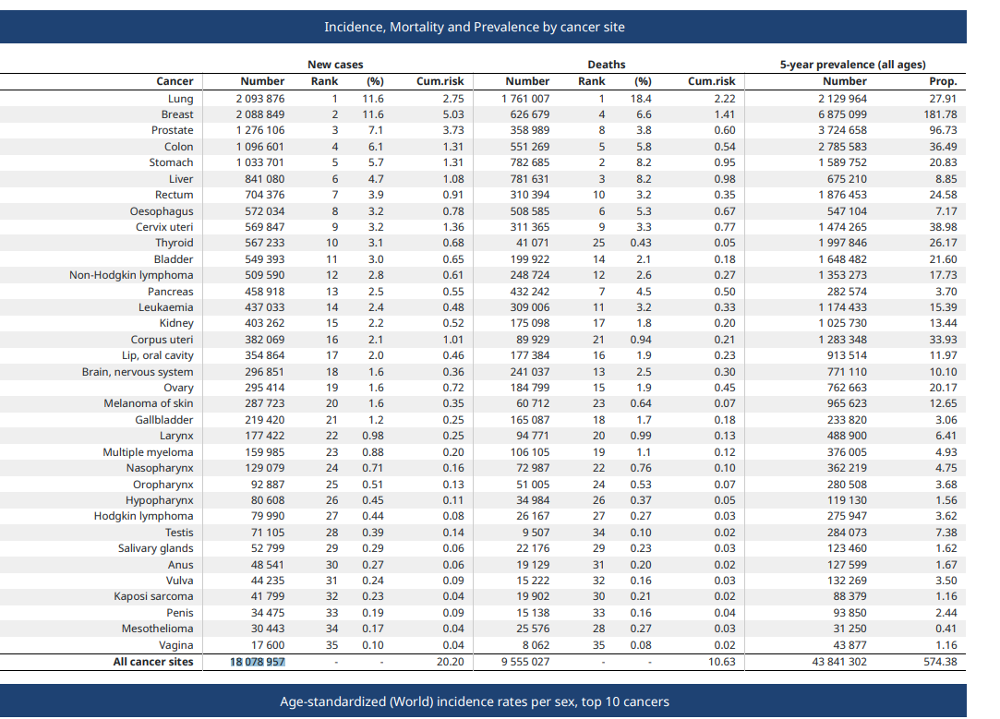 Incidence, Mortality and Prevalence by cancer site
New cases Deaths 5-year prevalence (all ages)
Cancer Number Rank (%) Cum.risk Number Rank (%) Cum.risk Number Prop.
Lung 2 093 876 1 11.6 2.75 1 761 007 1 18.4 2.22 2 129 964 27.91
Breast 2 088 849 2 11.6 5.03 626 679 4 6.6 1.41 6 875 099 181.78
Prostate 1 276 106 3 7.1 3.73 358 989 8 3.8 0.60 3 724 658 96.73
Colon 1 096 601 4 6.1 1.31 551 269 5 5.8 0.54 2 785 583 36.49
Stomach 1 033 701 5 5.7 1.31 782 685 2 8.2 0.95 1 589 752 20.83
Liver 841 080 6 4.7 1.08 781 631 3 8.2 0.98 675 210 8.85
Rectum 704 376 7 3.9 0.91 310 394 10 3.2 0.35 1 876 453 24.58
Oesophagus 572 034 8 3.2 0.78 508 585 6 5.3 0.67 547 104 7.17
Cervix uteri 569 847 9 3.2 1.36 311 365 9 3.3 0.77 1 474 265 38.98
Thyroid 567 233 10 3.1 0.68 41 071 25 0.43 0.05 1 997 846 26.17
Bladder 549 393 11 3.0 0.65 199 922 14 2.1 0.18 1 648 482 21.60
Non-Hodgkin lymphoma 509 590 12 2.8 0.61 248 724 12 2.6 0.27 1 353 273 17.73
Pancreas 458 918 13 2.5 0.55 432 242 7 4.5 0.50 282 574 3.70
Leukaemia 437 033 14 2.4 0.48 309 006 11 3.2 0.33 1 174 433 15.39
Kidney 403 262 15 2.2 0.52 175 098 17 1.8 0.20 1 025 730 13.44
Corpus uteri 382 069 16 2.1 1.01 89 929 21 0.94 0.21 1 283 348 33.93
Lip, oral cavity 354 864 17 2.0 0.46 177 384 16 1.9 0.23 913 514 11.97
Brain, nervous system 296 851 18 1.6 0.36 241 037 13 2.5 0.30 771 110 10.10
Ovary 295 414 19 1.6 0.72 184 799 15 1.9 0.45 762 663 20.17
Melanoma of skin 287 723 20 1.6 0.35 60 712 23 0.64 0.07 965 623 12.65
Gallbladder 219 420 21 1.2 0.25 165 087 18 1.7 0.18 233 820 3.06
Larynx 177 422 22 0.98 0.25 94 771 20 0.99 0.13 488 900 6.41
Multiple myeloma 159 985 23 0.88 0.20 106 105 19 1.1 0.12 376 005 4.93
Nasopharynx 129 079 24 0.71 0.16 72 987 22 0.76 0.10 362 219 4.75
Oropharynx 92 887 25 0.51 0.13 51 005 24 0.53 0.07 280 508 3.68
Hypopharynx 80 608 26 0.45 0.11 34 984 26 0.37 0.05 119 130 1.56
Hodgkin lymphoma 79 990 27 0.44 0.08 26 167 27 0.27 0.03 275 947 3.62
Testis 71 105 28 0.39 0.14 9 507 34 0.10 0.02 284 073 7.38
Salivary glands 52 799 29 0.29 0.06 22 176 29 0.23 0.03 123 460 1.62
Anus 48 541 30 0.27 0.06 19 129 31 0.20 0.02 127 599 1.67
Vulva 44 235 31 0.24 0.09 15 222 32 0.16 0.03 132 269 3.50
Kaposi sarcoma 41 799 32 0.23 0.04 19 902 30 0.21 0.02 88 379 1.16
Penis 34 475 33 0.19 0.09 15 138 33 0.16 0.04 93 850 2.44
Mesothelioma 30 443 34 0.17 0.04 25 576 28 0.27 0.03 31 250 0.41
Vagina 17 600 35 0.10 0.04 8 062 35 0.08 0.02 43 877 1.16
All cancer sites 18 078 957 - - 20.20 9 555 027 - - 10.63 43 841 302 574.38
Age-standardized (World) incidence rates per sex, top 10 cancers